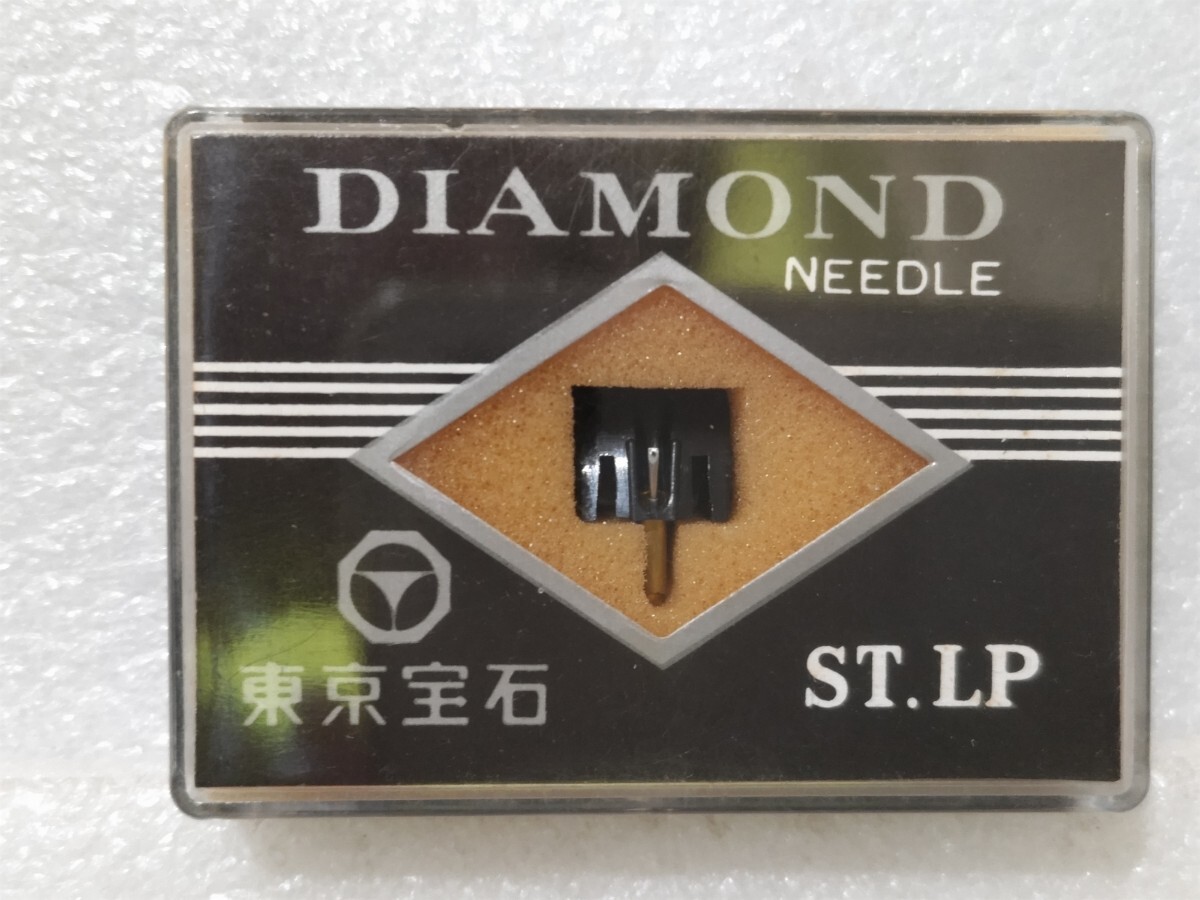 DIAMOND
NEEDLE
東京宝石
ST.LP